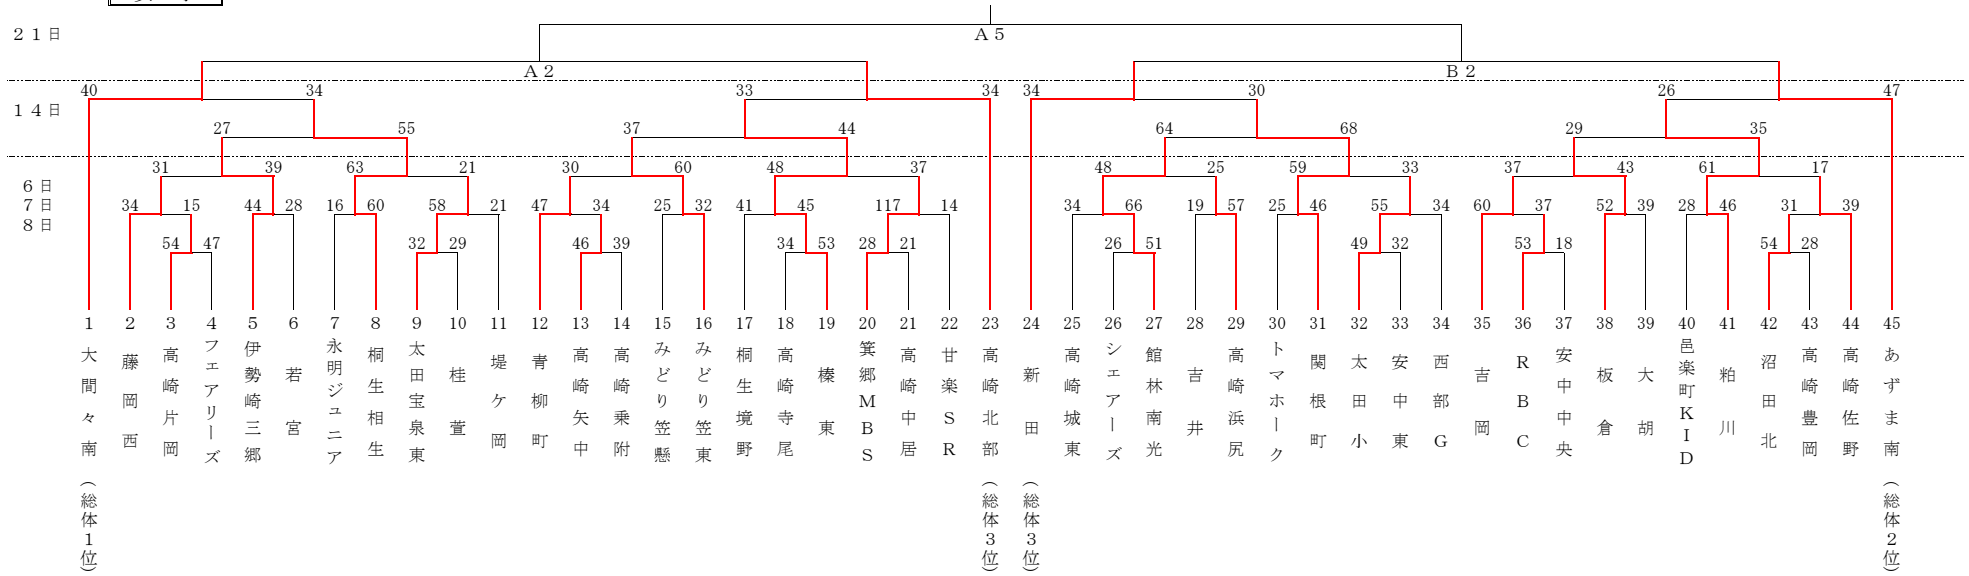 21日
A5
A2
B2
40 34 33 34 34 30 26 47
14日
27 55 37 44 64 68 29 35
31 39 63 21 30 60 48 37 48 25 59 33 37 43 61 17
6日
7日
34 15 44 28 16 60 58 21 47 34 25 32 41 45 117 14 34 66 19 57 25 46 55 34 60 37 52 39 28 46 31 39
8日
54 47 32 29 46 39 34 53 28 21 26 51 49 32 53 18 54 28
1 2 3 4 5 6 7 8 9 10 11 12 13 14 15 16 17 18 19 20 21 22 23 24 25 26 27 28 29 30 31 32 33 34 35 36 37 38 39 40 41 42 43 44 45
大間々南(総体1位)
藤岡西
高崎片岡
フェアリーズ
伊勢崎三郷
若宮
永明ジュニア
桐生相生
太田宝泉東
桂萱
堤ケ岡
青柳町
高崎矢中
高崎乗附
みどり笠懸
みどり笠東
桐生境野
高崎寺尾
榛東
箕郷MBS
高崎中居
甘楽SR
高崎北部(総体3位)
新田(総体3位)
高崎城東
シェアーズ
館林南光
吉井
高崎浜尻
トマホーク
関根町
太田小
安中東
西部G
吉岡
RBC
安中中央
板倉
大胡
邑楽町KID
粕川
沼田北
高崎豊岡
高崎佐野
あずま南(総体2位)